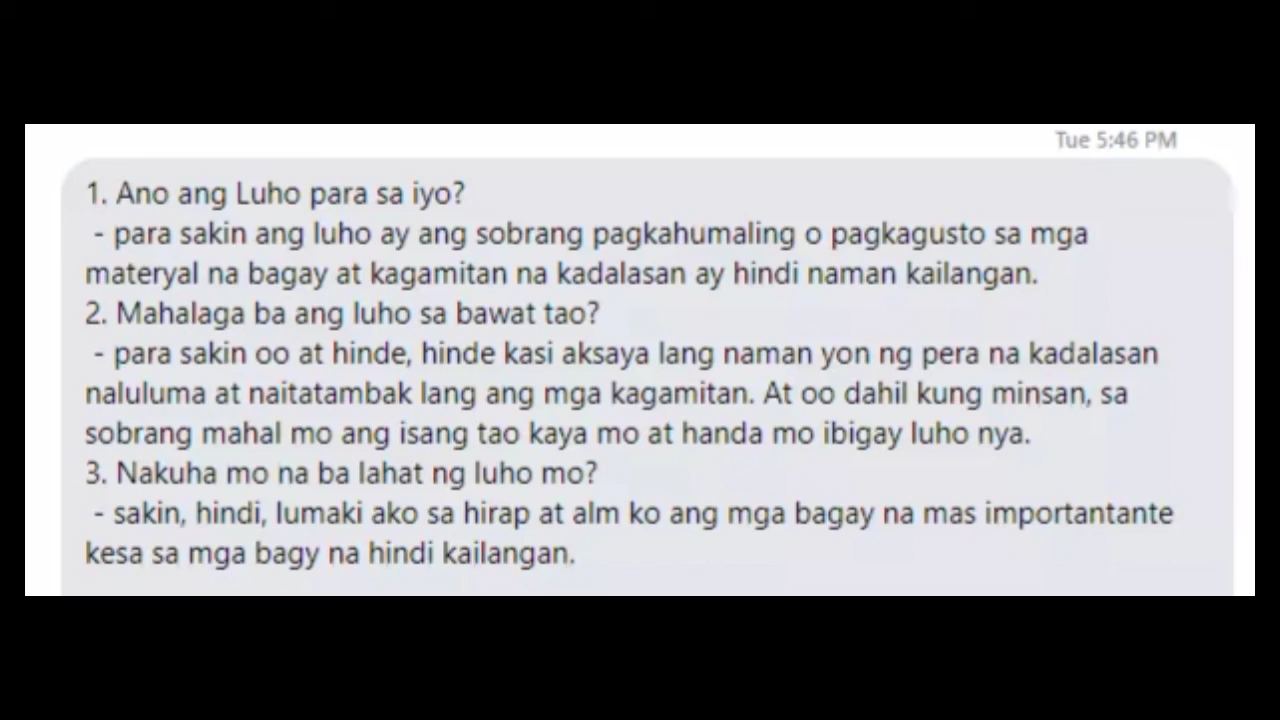 Tue 5:46 PM
1. Ano ang Luho para sa iyo?
- para sakin ang luho ay ang sobrang pagkahumaling o pagkagusto sa mga
materyal na bagay at kagamitan na kadalasan ay hindi naman kailangan.
2. Mahalaga ba ang luho sa bawat tao?
- para sakin oo at hinde, hinde kasi aksaya lang naman yon ng pera na kadalasan
naluluma at naitatambak lang ang mga kagamitan. At oo dahil kung minsan, sa
sobrang mahal mo ang isang tao kaya mo at handa mo ibigay luho nya.
3. Nakuha mo na ba lahat ng luho mo?
- sakin, hindi, lumaki ako sa hirap at alm ko ang mga bagay na mas importantante
kesa sa mga bagy na hindi kailangan.